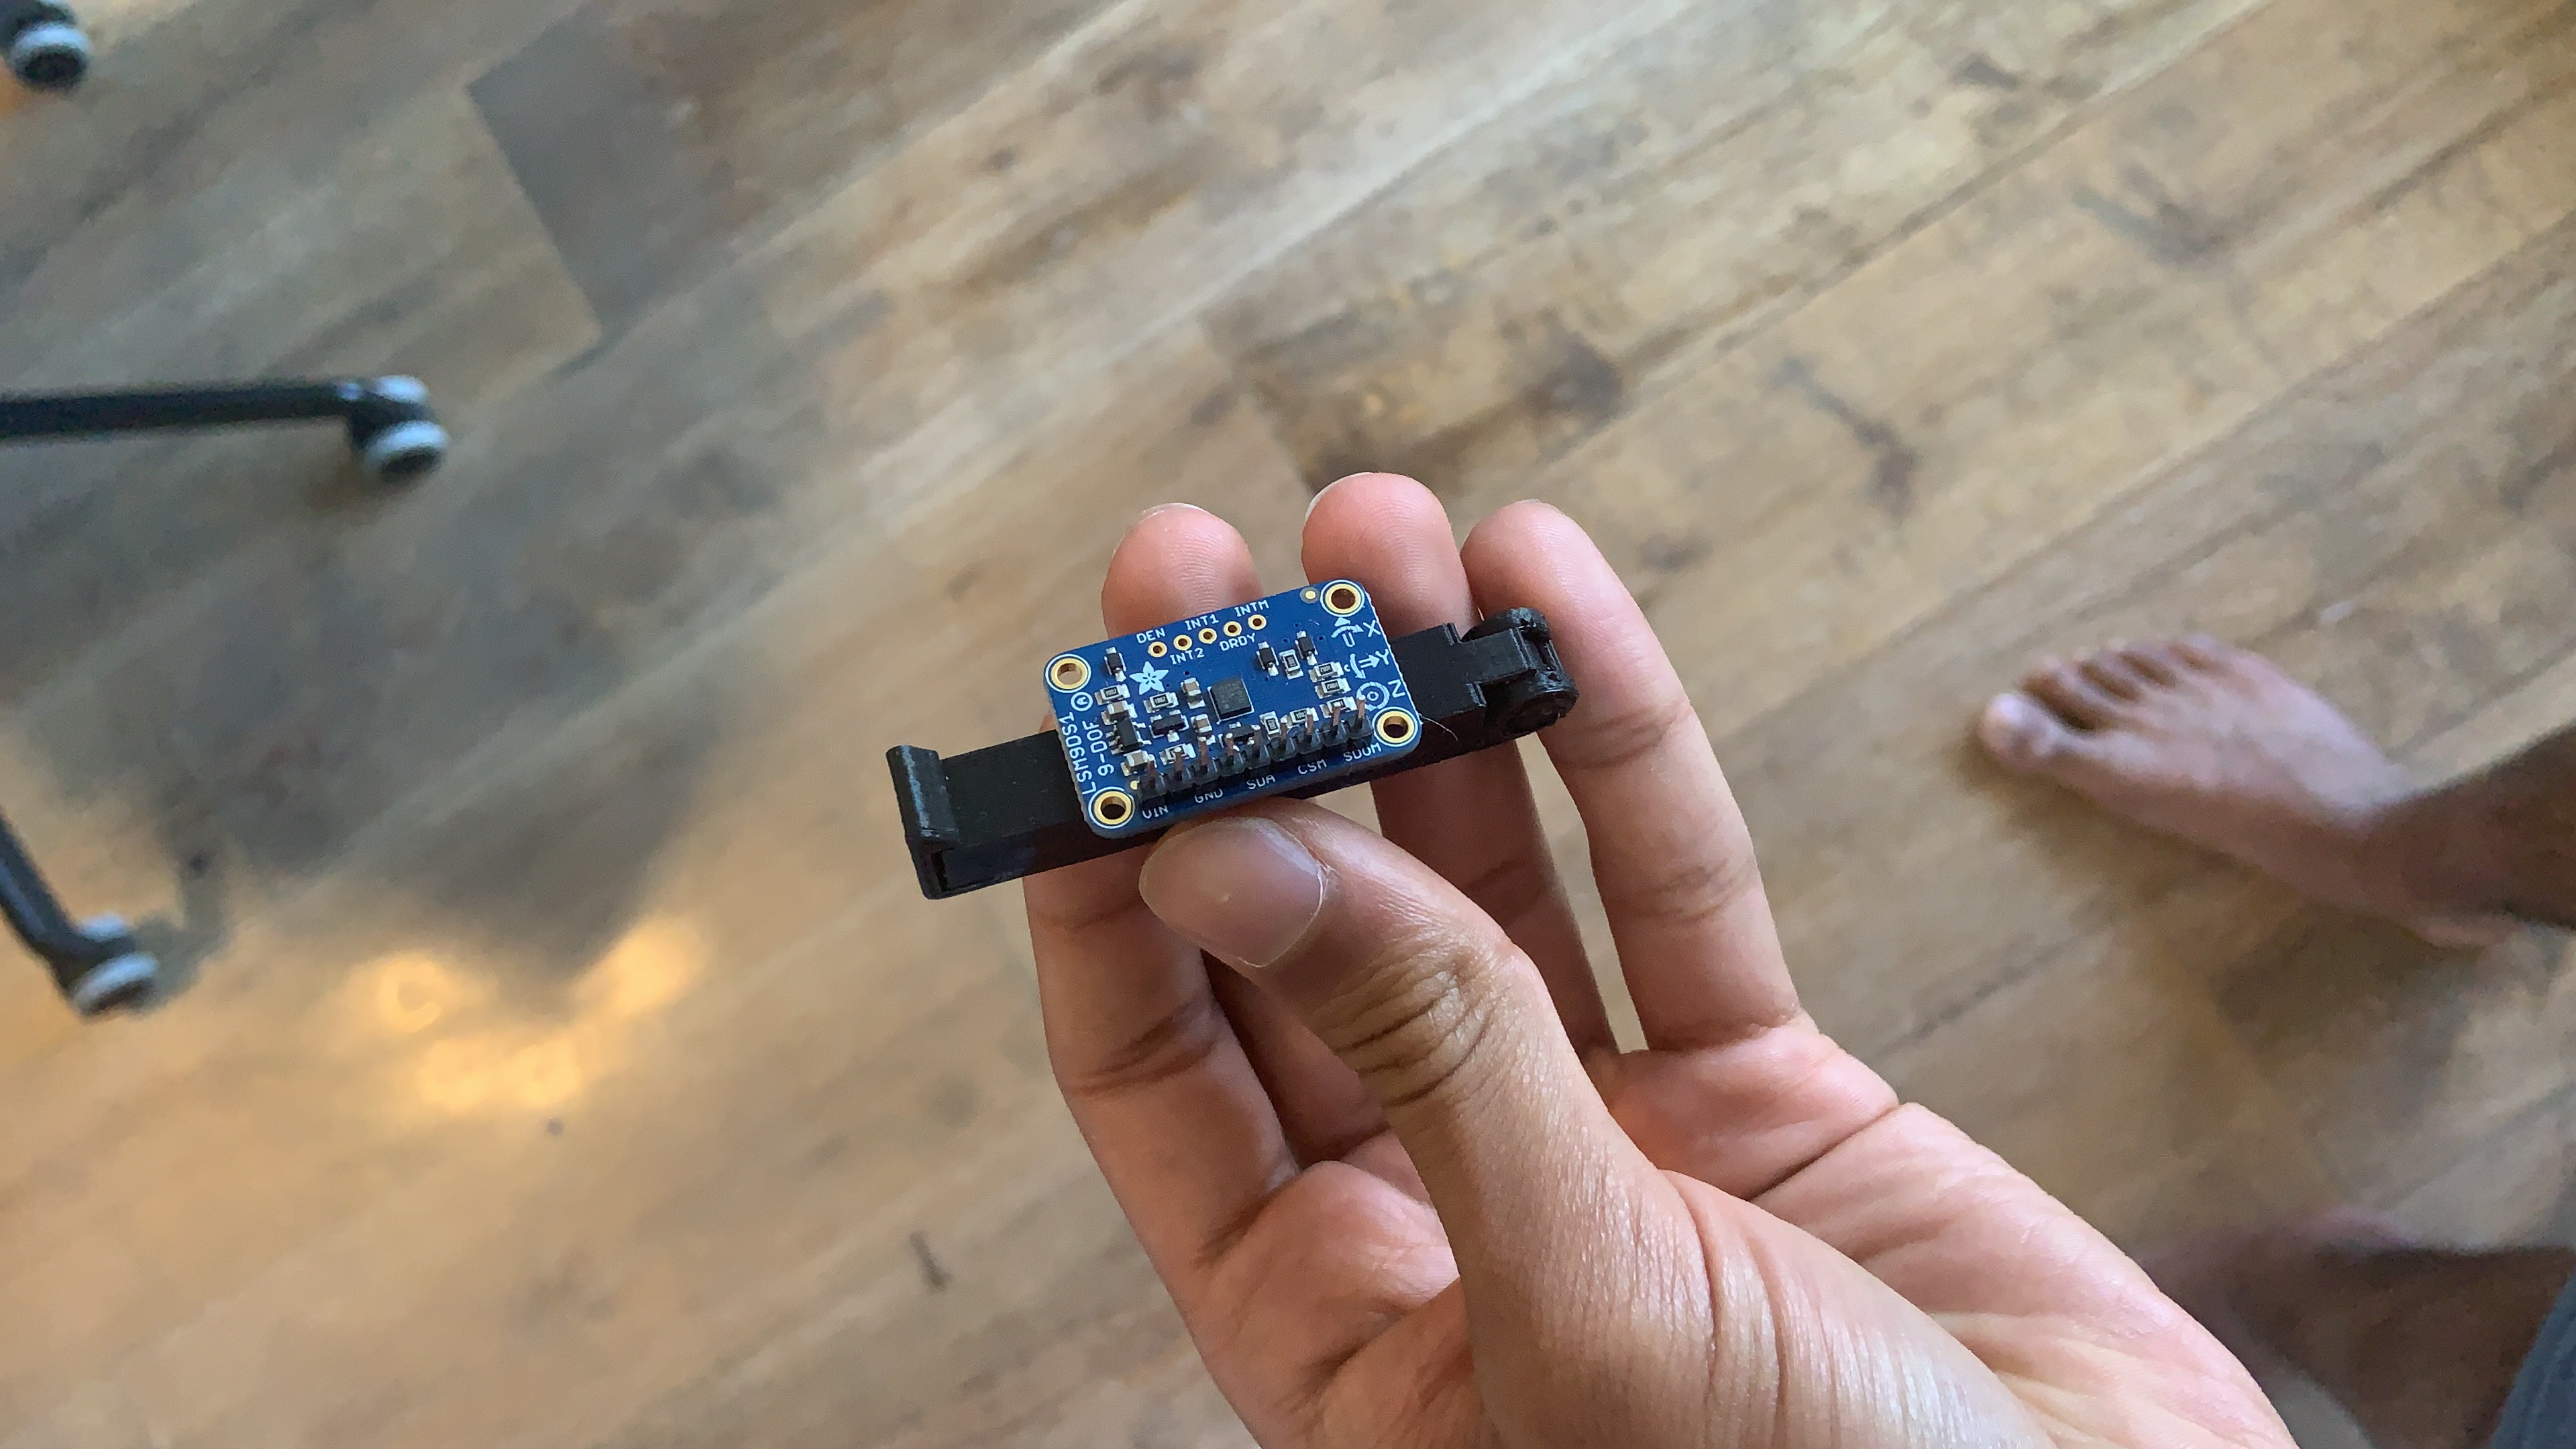 VIN
GND
SDA
CSM
SDOM
LSM9DS1
9-DOF
Z
Y
X
DEN
INT2
INT1
DRDY
INTM